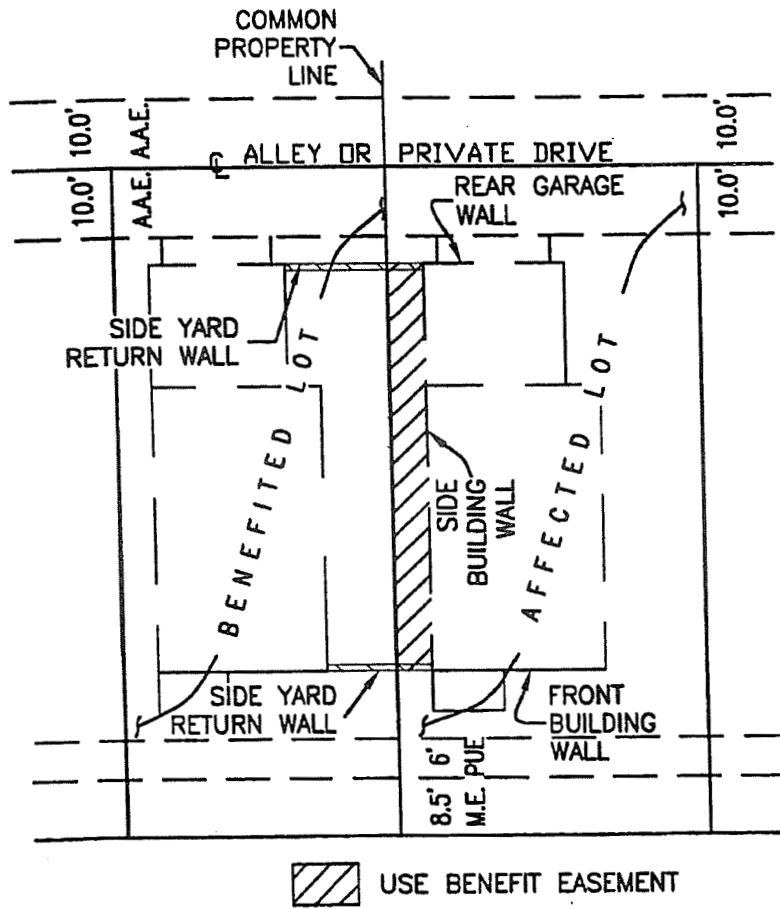 COMMON
PROPERTY
LINE
10.0'
A.A.E.
10.0'
℄ ALLEY OR PRIVATE DRIVE
10.0'
A.A.E.
10.0'
REAR GARAGE
WALL
SIDE YARD
RETURN WALL
BENEFITED LOT
SIDE
BUILDING
WALL
AFFECTED LOT
SIDE YARD
RETURN WALL
FRONT
BUILDING
WALL
6'
PUE
8.5'
M.E.
USE BENEFIT EASEMENT